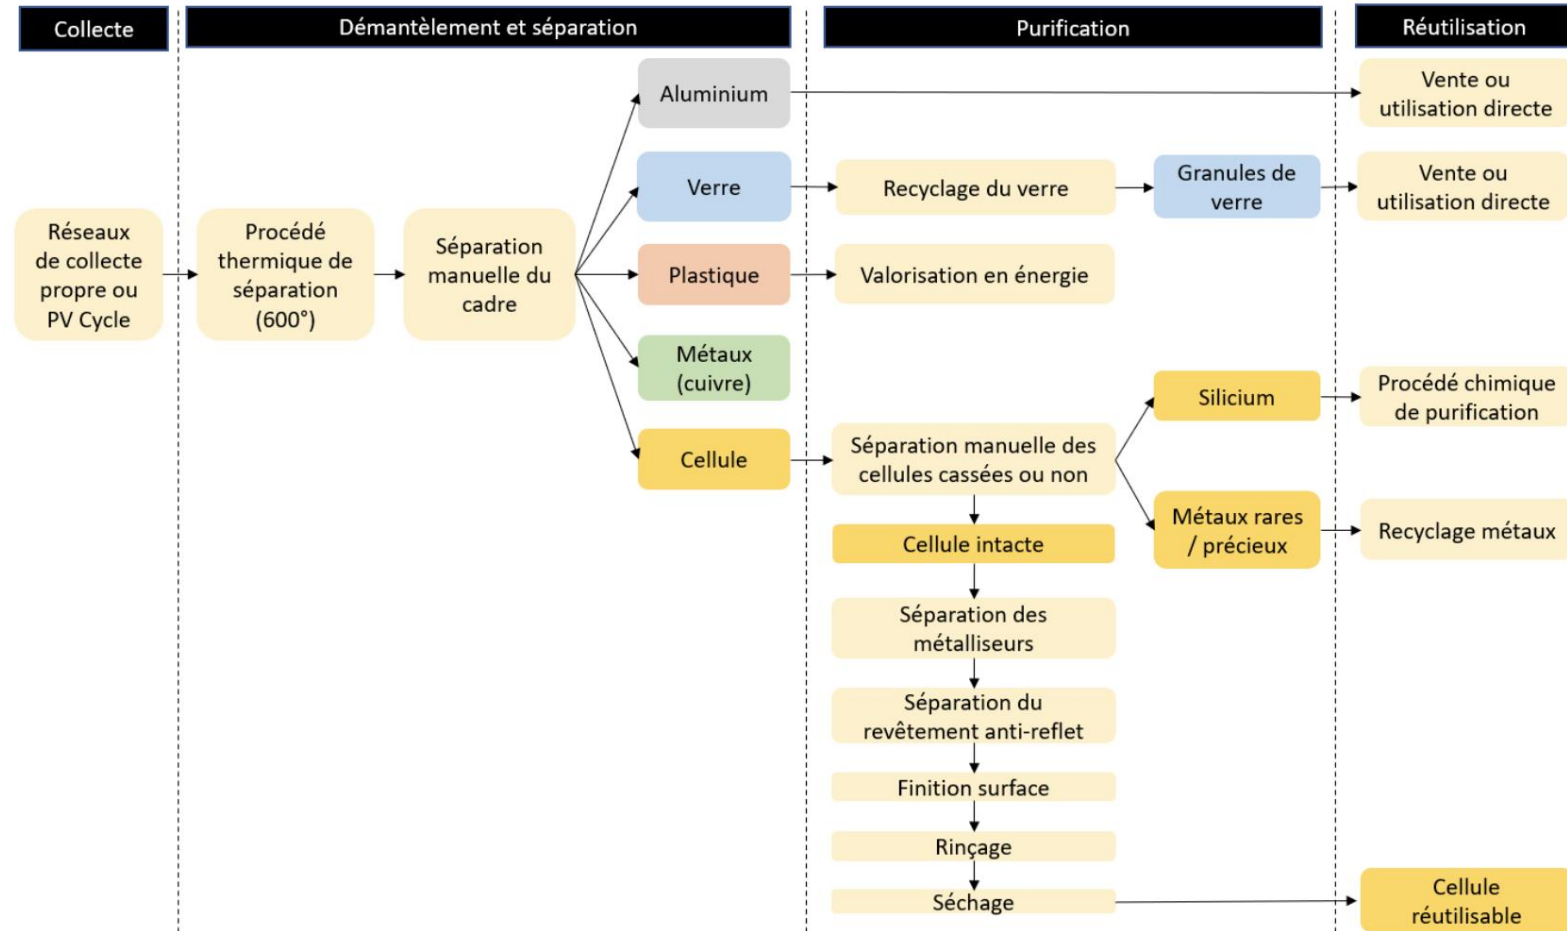 Collecte
Démantèlement et séparation
Purification
Réutilisation
Réseaux
de collecte
propre ou
PV Cycle
Procédé
thermique de
séparation
(600°)
Séparation
manuelle du
cadre
Aluminium
Vente ou
utilisation directe
Verre
Recyclage du verre
Granules de
verre
Vente ou
utilisation directe
Plastique
Valorisation en énergie
Métaux
(cuivre)
Cellule
Séparation manuelle des
cellules cassées ou non
Silicium
Procédé chimique
de purification
Métaux rares
/ précieux
Recyclage métaux
Cellule intacte
Séparation des
métalliseurs
Séparation du
revêtement anti-reflet
Finition surface
Rinçage
Séchage
Cellule
réutilisable